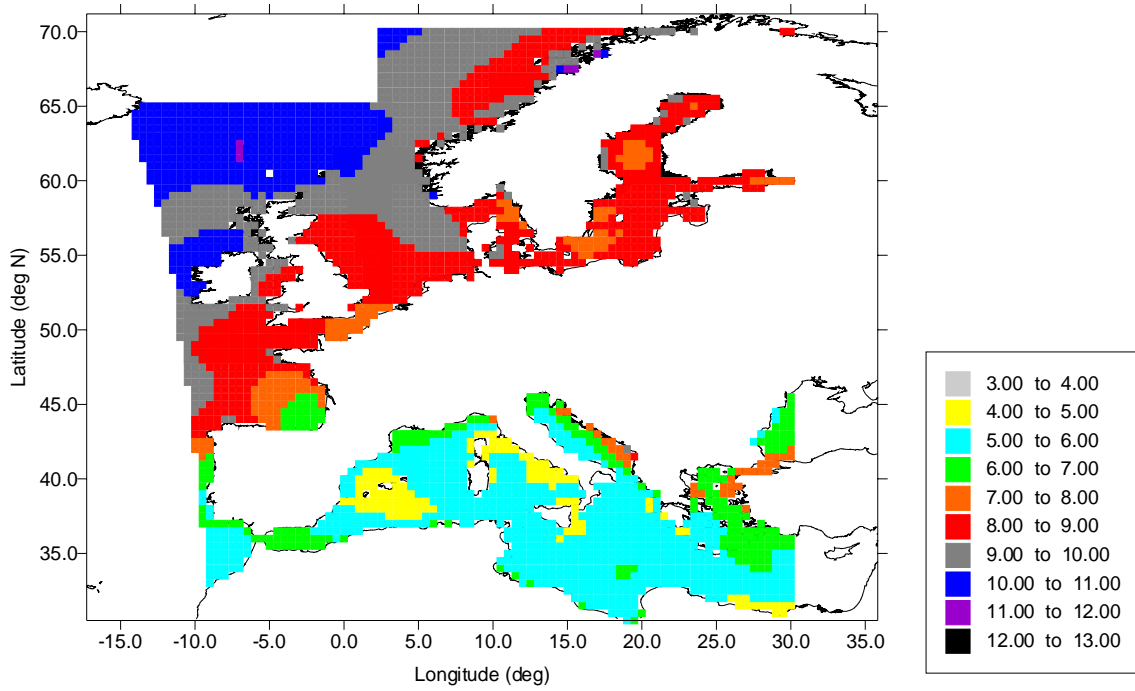 70.0
65.0
60.0
55.0
50.0
45.0
40.0
35.0
Latitude (deg N)
-15.0 -10.0 -5.0 0.0 5.0 10.0 15.0 20.0 25.0 30.0 35.0
Longitude (deg)
3.00 to 4.00
4.00 to 5.00
5.00 to 6.00
6.00 to 7.00
7.00 to 8.00
8.00 to 9.00
9.00 to 10.00
10.00 to 11.00
11.00 to 12.00
12.00 to 13.00